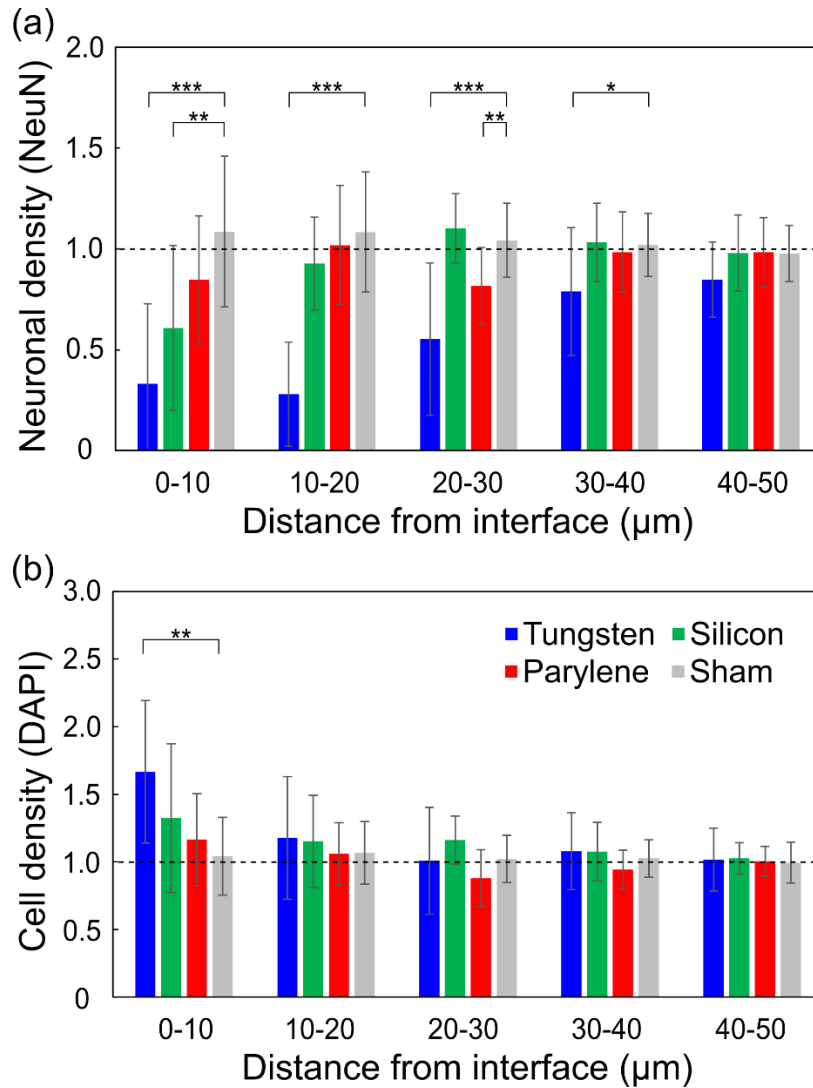 (a)
Neuronal density (NeuN)
2.0
1.5
1.0
0.5
0
*** ** *** *** ** *
0-10 10-20 20-30 30-40 40-50
Distance from interface (µm)
(b)
Cell density (DAPI)
3.0
2.5
2.0
1.5
1.0
0.5
0
**
Tungsten Silicon
Parylene Sham
0-10 10-20 20-30 30-40 40-50
Distance from interface (µm)